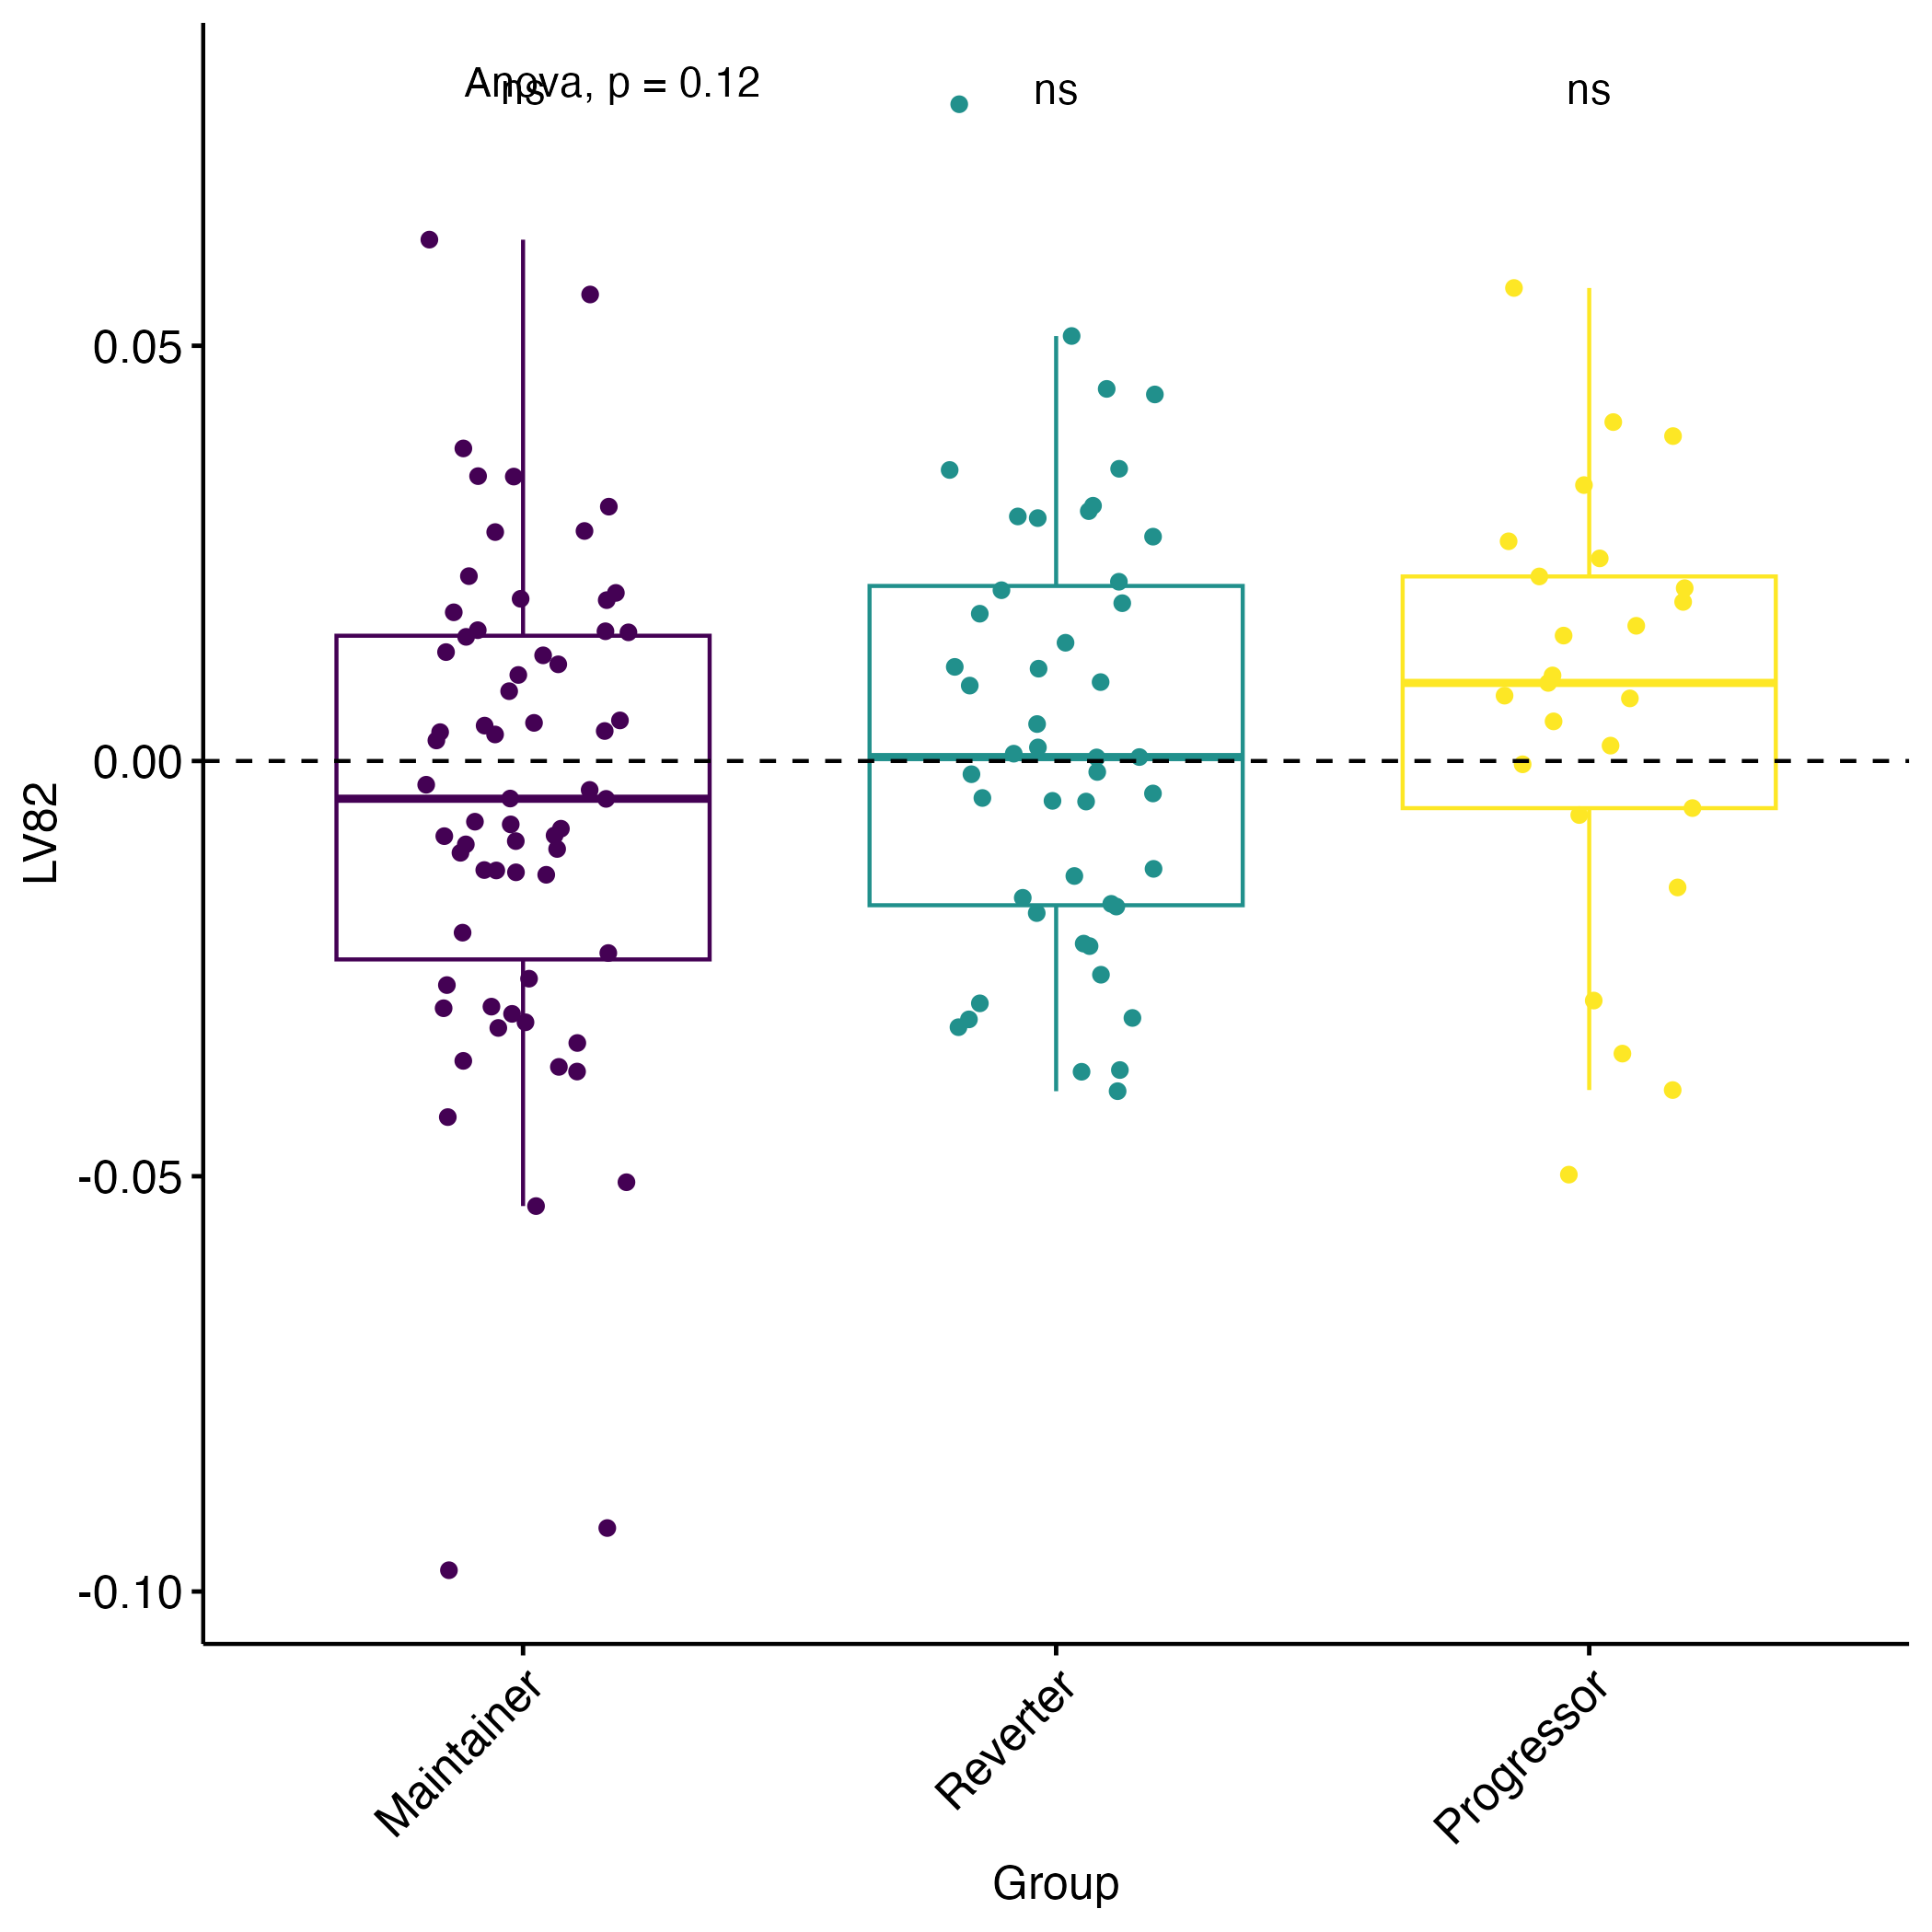 Anova, p = 0.12
ns
ns
ns
0.05
0.00
-0.05
-0.10
LV82
Maintainer
Reverter
Progressor
Group